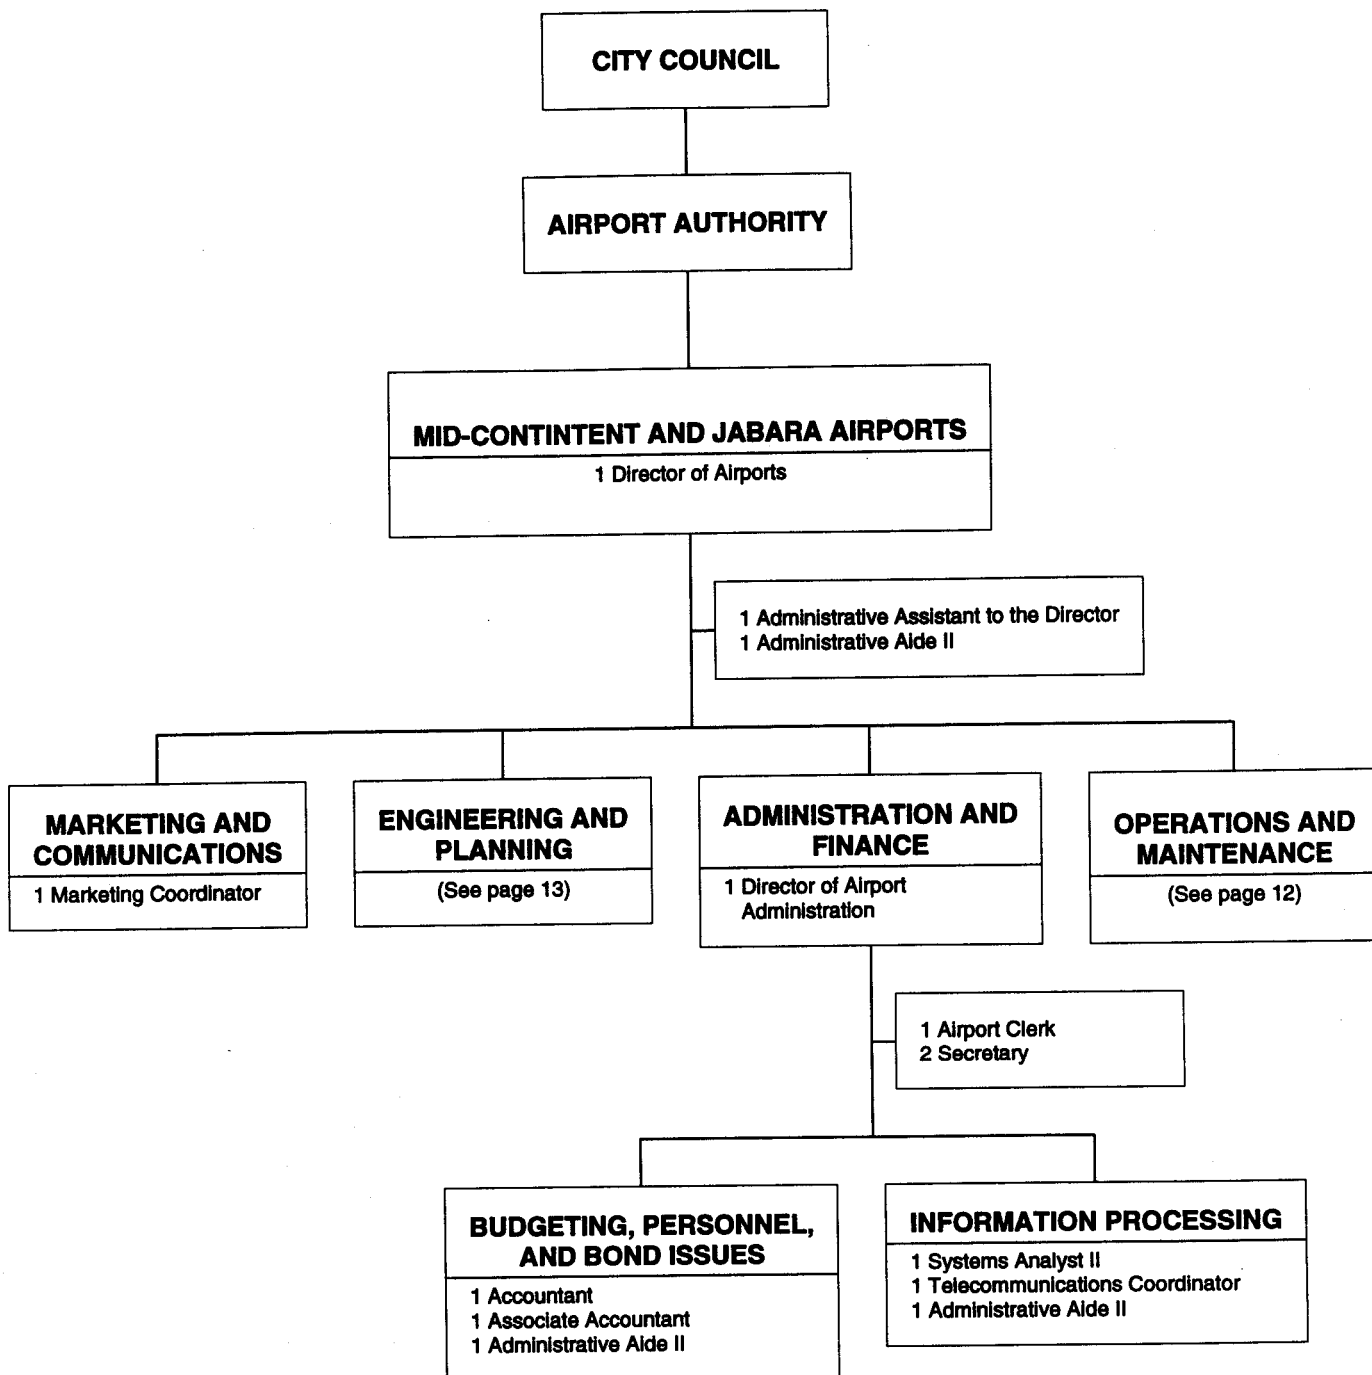 CITY COUNCIL
AIRPORT AUTHORITY
MID-CONTINTENT AND JABARA AIRPORTS
1 Director of Airports
1 Administrative Assistant to the Director
1 Administrative Aide II
MARKETING AND
COMMUNICATIONS
1 Marketing Coordinator
ENGINEERING AND
PLANNING
(See page 13)
ADMINISTRATION AND
FINANCE
1 Director of Airport
Administration
OPERATIONS AND
MAINTENANCE
(See page 12)
1 Airport Clerk
2 Secretary
BUDGETING, PERSONNEL,
AND BOND ISSUES
1 Accountant
1 Associate Accountant
1 Administrative Aide II
INFORMATION PROCESSING
1 Systems Analyst II
1 Telecommunications Coordinator
1 Administrative Aide II